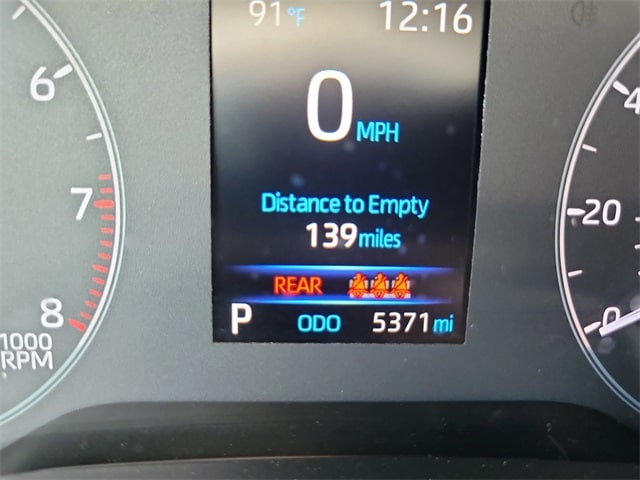 91°F 12:16
0 MPH
Distance to Empty
139 miles
REAR
P ODO 5371 mi
6
7
8
1000
RPM
4
20
0